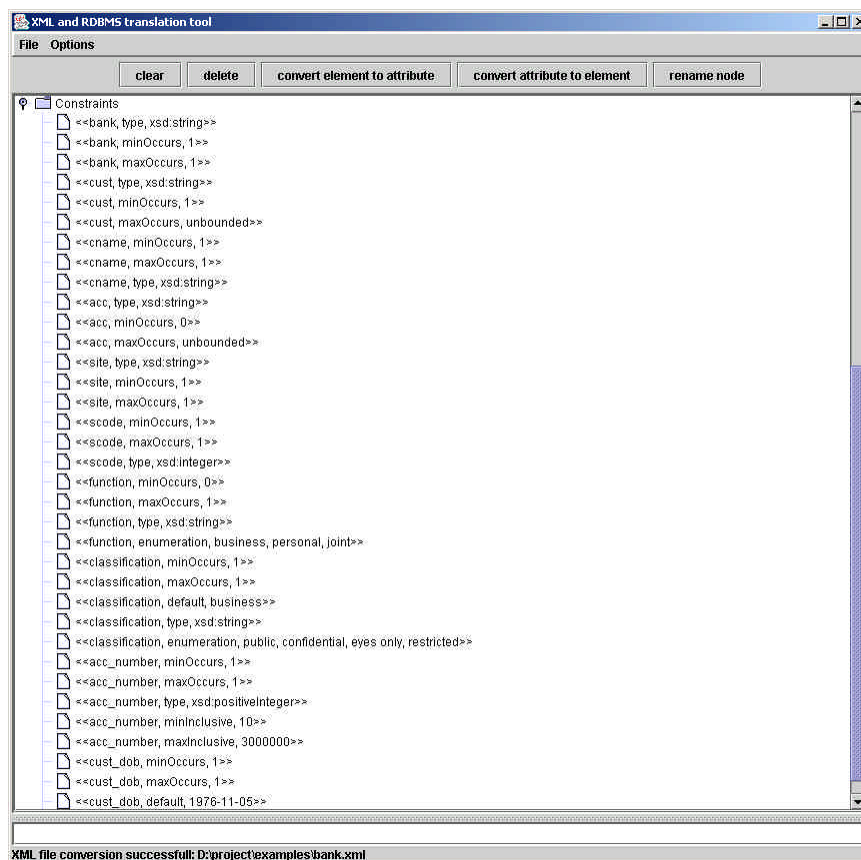 XML and RDBMS translation tool
File Options
clear delete convert element to attribute convert attribute to element rename node
Constraints
<<bank, type, xsd:string>>
<<bank, minOccurs, 1>>
<<bank, maxOccurs, 1>>
<<cust, type, xsd:string>>
<<cust, minOccurs, 1>>
<<cust, maxOccurs, unbounded>>
<<cname, minOccurs, 1>>
<<cname, maxOccurs, 1>>
<<cname, type, xsd:string>>
<<acc, type, xsd:string>>
<<acc, minOccurs, 0>>
<<acc, maxOccurs, unbounded>>
<<site, type, xsd:string>>
<<site, minOccurs, 1>>
<<site, maxOccurs, 1>>
<<scode, minOccurs, 1>>
<<scode, maxOccurs, 1>>
<<scode, type, xsd:integer>>
<<function, minOccurs, 0>>
<<function, maxOccurs, 1>>
<<function, type, xsd:string>>
<<function, enumeration, business, personal, joint>>
<<classification, minOccurs, 1>>
<<classification, maxOccurs, 1>>
<<classification, default, business>>
<<classification, type, xsd:string>>
<<classification, enumeration, public, confidential, eyes only, restricted>>
<<acc_number, minOccurs, 1>>
<<acc_number, maxOccurs, 1>>
<<acc_number, type, xsd:positiveInteger>>
<<acc_number, minInclusive, 10>>
<<acc_number, maxInclusive, 3000000>>
<<cust_dob, minOccurs, 1>>
<<cust_dob, maxOccurs, 1>>
<<cust_dob, default, 1976-11-05>>
XML file conversion successfull: D:\project\examples\bank.xml